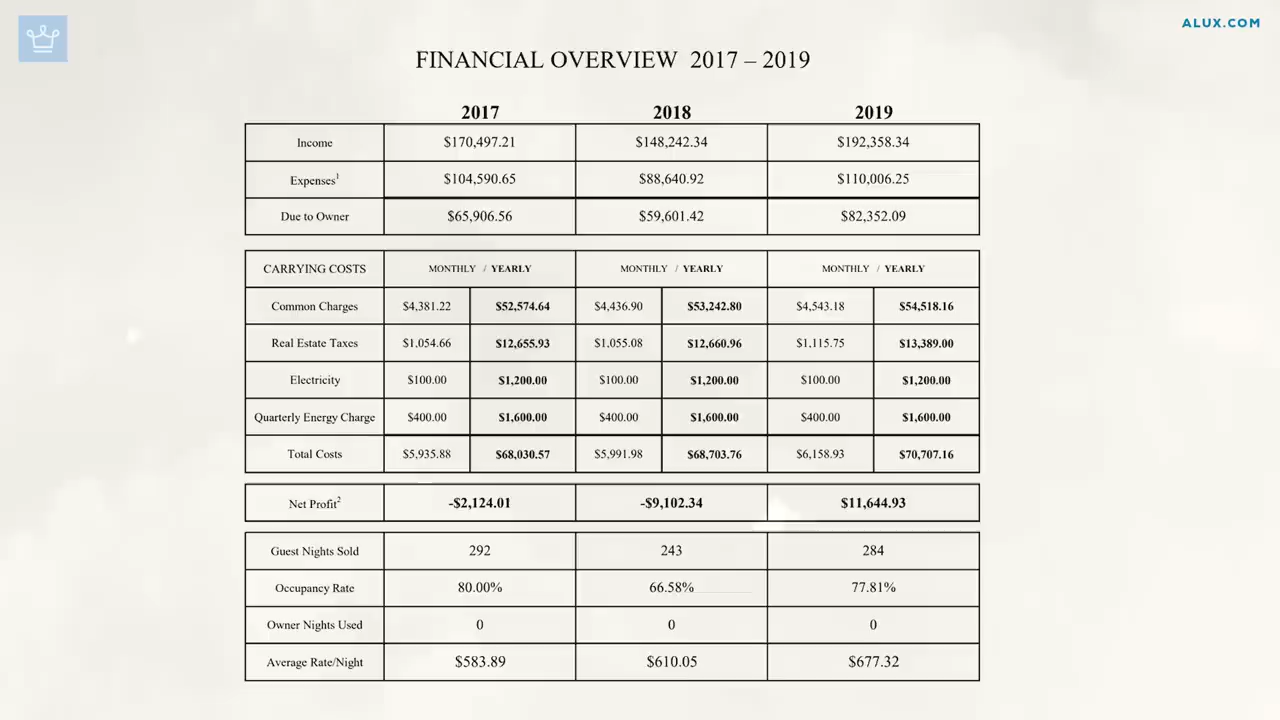 ALUX.COM
FINANCIAL OVERVIEW 2017 – 2019
2017 2018 2019
Income $170,497.21 $148,242.34 $192,358.34
Expenses1 $104,590.65 $88,640.92 $110,006.25
Due to Owner $65,906.56 $59,601.42 $82,352.09
CARRYING COSTS MONTHLY / YEARLY MONTHLY / YEARLY MONTHLY / YEARLY
Common Charges $4,381.22 $52,574.64 $4,436.90 $53,242.80 $4,543.18 $54,518.16
Real Estate Taxes $1,054.66 $12,655.93 $1,055.08 $12,660.96 $1,115.75 $13,389.00
Electricity $100.00 $1,200.00 $100.00 $1,200.00 $100.00 $1,200.00
Quarterly Energy Charge $400.00 $1,600.00 $400.00 $1,600.00 $400.00 $1,600.00
Total Costs $5,935.88 $68,030.57 $5,991.98 $68,703.76 $6,158.93 $70,707.16
Net Profit2 -$2,124.01 -$9,102.34 $11,644.93
Guest Nights Sold 292 243 284
Occupancy Rate 80.00% 66.58% 77.81%
Owner Nights Used 0 0 0
Average Rate/Night $583.89 $610.05 $677.32